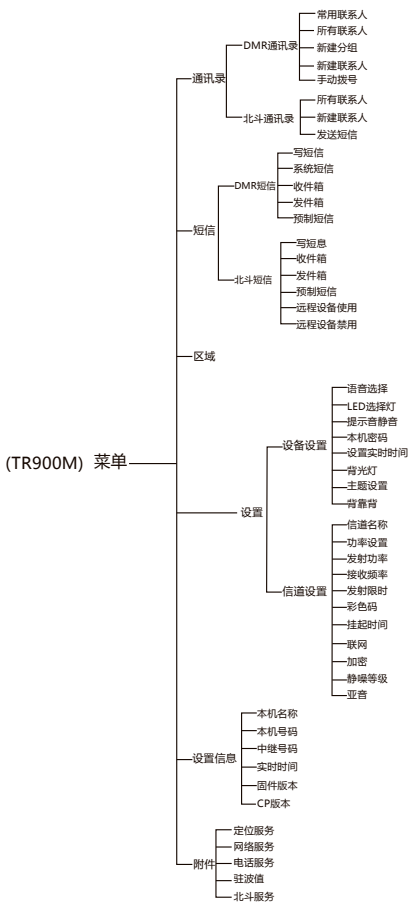 (TR900M) 菜单
通讯录
DMR通讯录
常用联系人
所有联系人
新建分组
新建联系人
手动拨号
北斗通讯录
所有联系人
新建联系人
发送短信
短信
DMR短信
写短信
系统短信
收件箱
发件箱
预制短信
北斗短信
写短息
收件箱
发件箱
预制短信
远程设备使用
远程设备禁用
区域
设置
设备设置
语音选择
LED选择灯
提示音静音
本机密码
设置实时时间
背光灯
主题设置
背靠背
信道设置
信道名称
功率设置
发射功率
接收频率
发射限时
彩色码
挂起时间
联网
加密
静噪等级
亚音
设置信息
本机名称
本机号码
中继号码
实时时间
固件版本
CP版本
附件
定位服务
网络服务
电话服务
驻波值
北斗服务